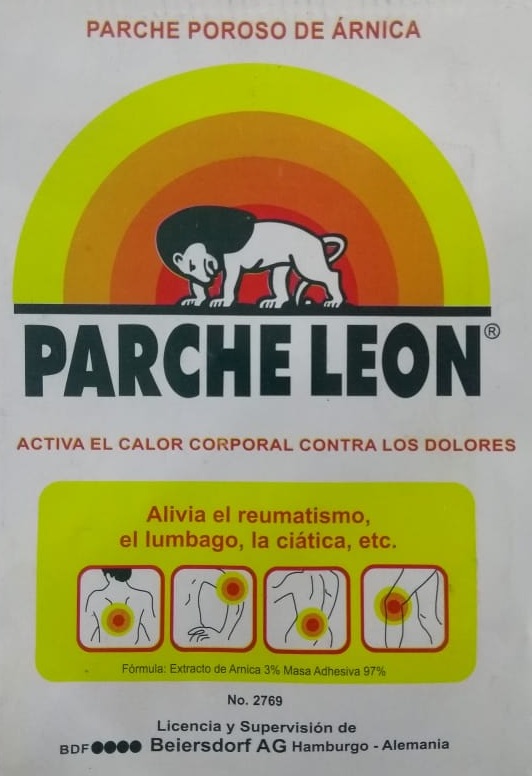 PARCHE POROSO DE ÁRNICA
PARCHE LEON®
ACTIVA EL CALOR CORPORAL CONTRA LOS DOLORES
Alivia el reumatismo,
el lumbago, la ciática, etc.
Fórmula: Extracto de Arnica 3% Masa Adhesiva 97%
No. 2769
Licencia y Supervisión de
BDF●●●● Beiersdorf AG Hamburgo - Alemania